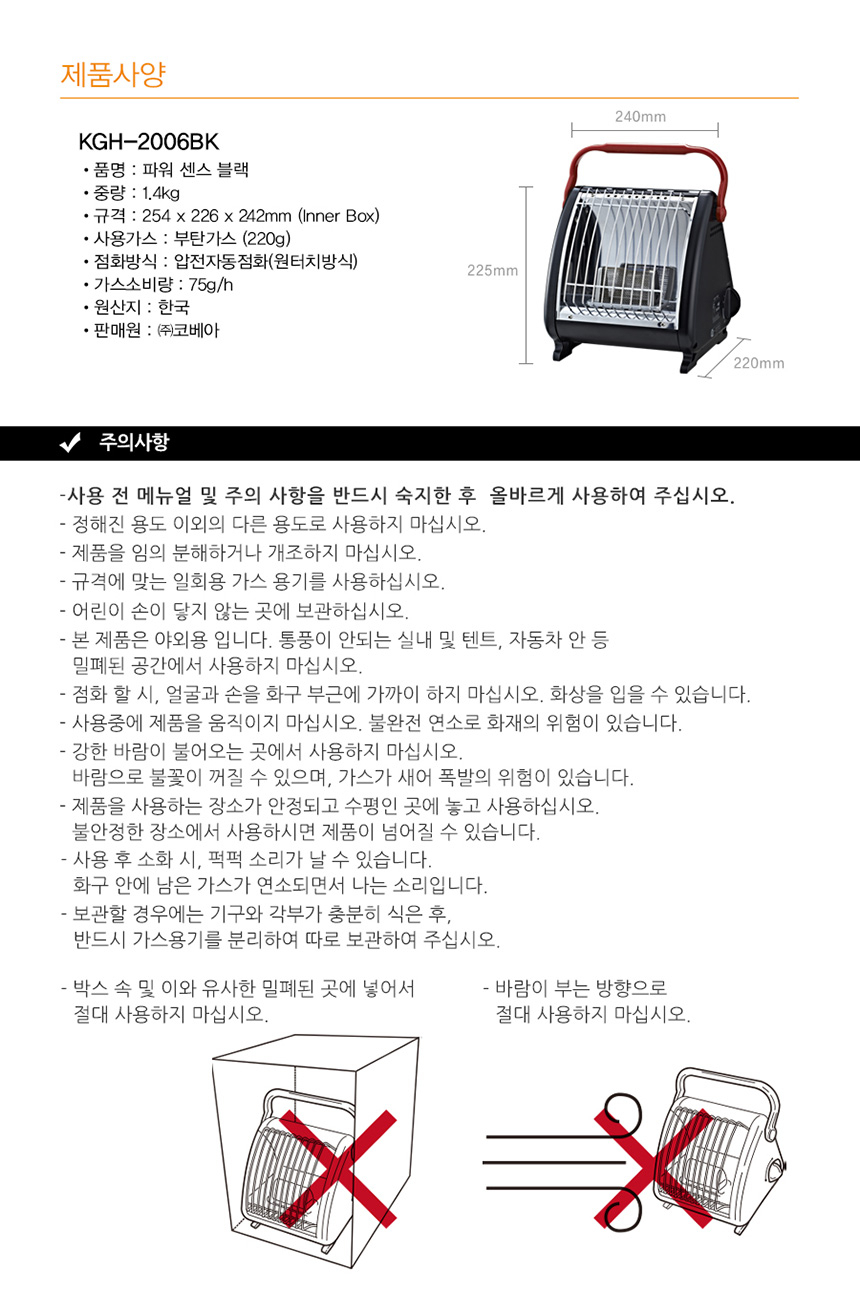 제품사양
240mm
KGH-2006BK
• 품명 : 파워 센스 블랙
• 중량 : 1.4kg
• 규격 : 254 x 226 x 242mm (Inner Box)
• 사용가스 : 부탄가스 (220g)
• 점화방식 : 압전자동점화(원터치방식)
225mm
• 가스소비량 : 75g/h
• 원산지 : 한국
• 판매원 : ㈜코베아
220mm
주의사항
-사용 전 메뉴얼 및 주의 사항을 반드시 숙지한 후 올바르게 사용하여 주십시오.
- 정해진 용도 이외의 다른 용도로 사용하지 마십시오.
- 제품을 임의 분해하거나 개조하지 마십시오.
- 규격에 맞는 일회용 가스 용기를 사용하십시오.
- 어린이 손이 닿지 않는 곳에 보관하십시오.
- 본 제품은 야외용 입니다. 통풍이 안되는 실내 및 텐트, 자동차 안 등
밀폐된 공간에서 사용하지 마십시오.
- 점화 할 시, 얼굴과 손을 화구 부근에 가까이 하지 마십시오. 화상을 입을 수 있습니다.
- 사용중에 제품을 움직이지 마십시오. 불완전 연소로 화재의 위험이 있습니다.
- 강한 바람이 불어오는 곳에서 사용하지 마십시오.
바람으로 불꽃이 꺼질 수 있으며, 가스가 새어 폭발의 위험이 있습니다.
- 제품을 사용하는 장소가 안정되고 수평인 곳에 놓고 사용하십시오.
불안정한 장소에서 사용하시면 제품이 넘어질 수 있습니다.
- 사용 후 소화 시, 퍽퍽 소리가 날 수 있습니다.
화구 안에 남은 가스가 연소되면서 나는 소리입니다.
- 보관할 경우에는 기구와 각부가 충분히 식은 후,
반드시 가스용기를 분리하여 따로 보관하여 주십시오.
- 박스 속 및 이와 유사한 밀폐된 곳에 넣어서
절대 사용하지 마십시오.
- 바람이 부는 방향으로
절대 사용하지 마십시오.